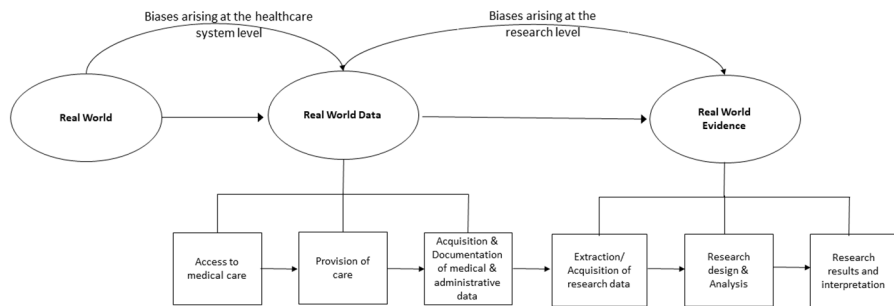 Biases arising at the healthcare
system level
Biases arising at the
research level
Real World
Real World Data
Real World
Evidence
Access to
medical care
Provision of
care
Acquisition &
Documentation
of medical &
administrative
data
Extraction/
Acquisition of
research data
Research
design &
Analysis
Research
results and
interpretation